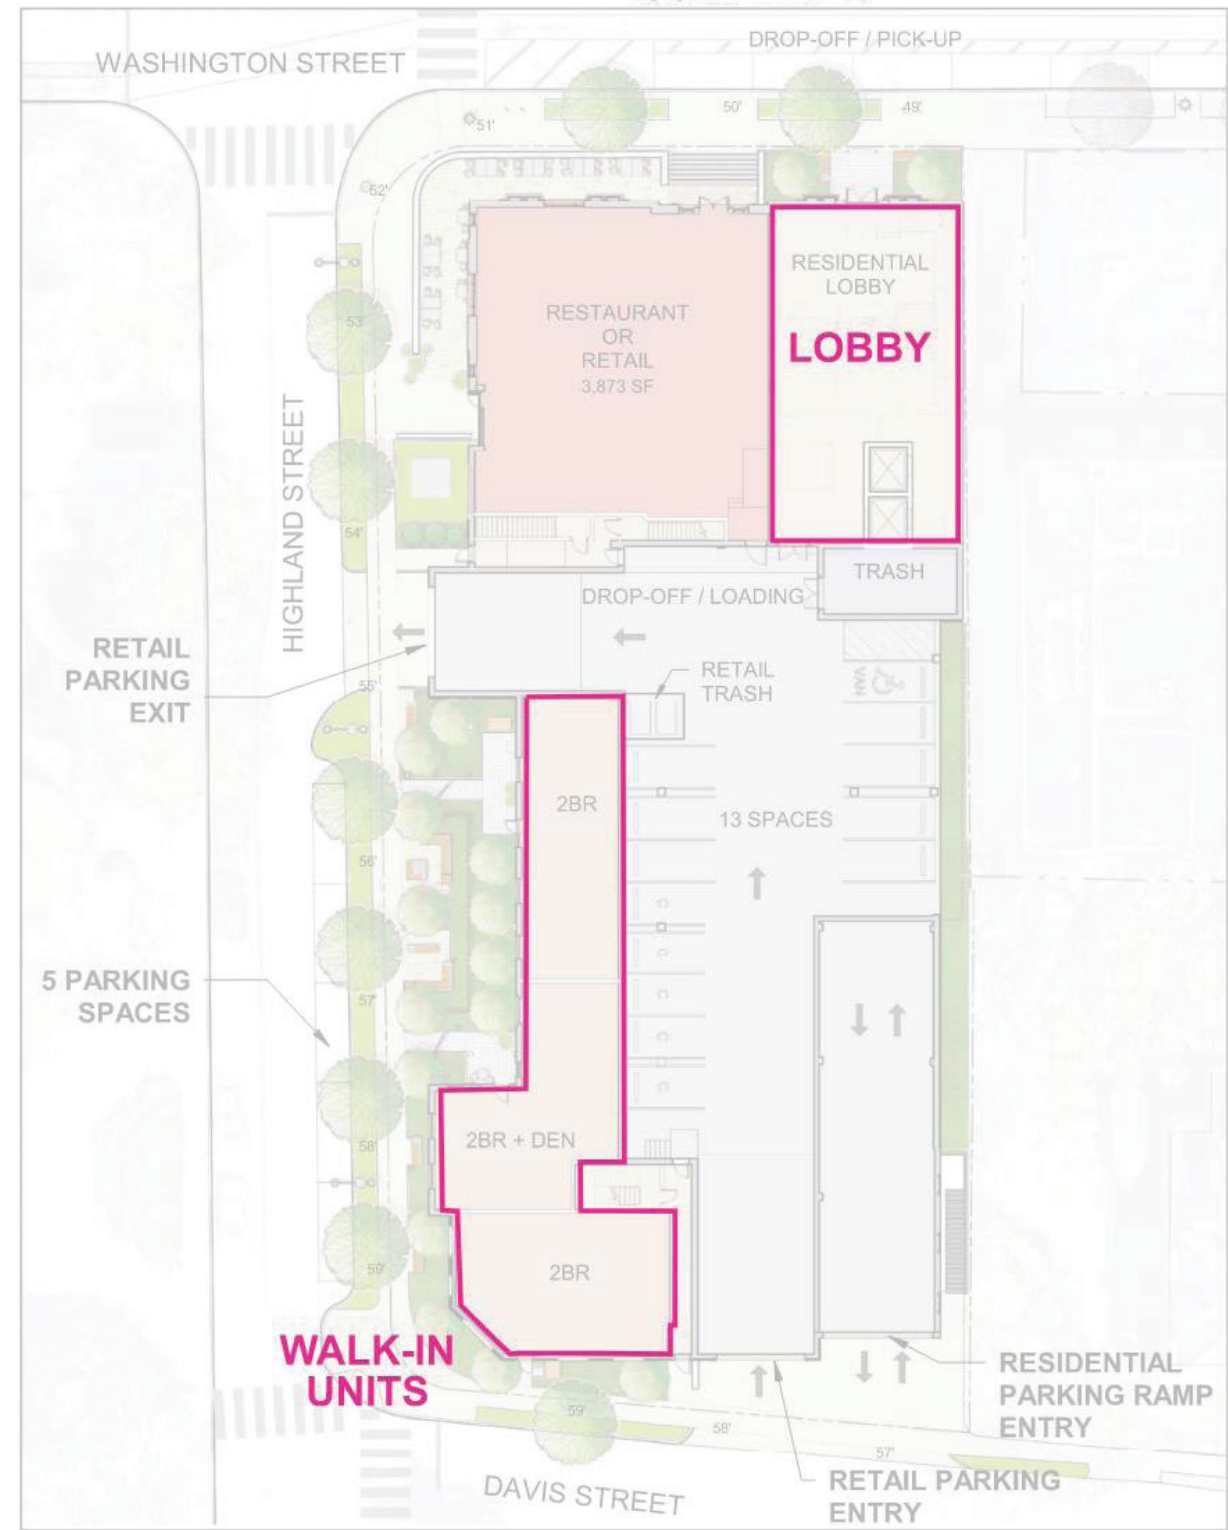 DROP-OFF / PICK-UP
WASHINGTON STREET
50'
49'
51'
52'
RESIDENTIAL
LOBBY
LOBBY
RESTAURANT
OR
RETAIL
3,873 SF
53'
HIGHLAND STREET
54'
TRASH
DROP-OFF / LOADING
RETAIL
PARKING
EXIT
RETAIL
TRASH
VAN
55'
2BR
13 SPACES
56'
C
5 PARKING
SPACES
57'
C
C
C
2BR + DEN
58'
2BR
59'
WALK-IN
UNITS
RESIDENTIAL
PARKING RAMP
ENTRY
59'
58'
57'
RETAIL PARKING
ENTRY
DAVIS STREET